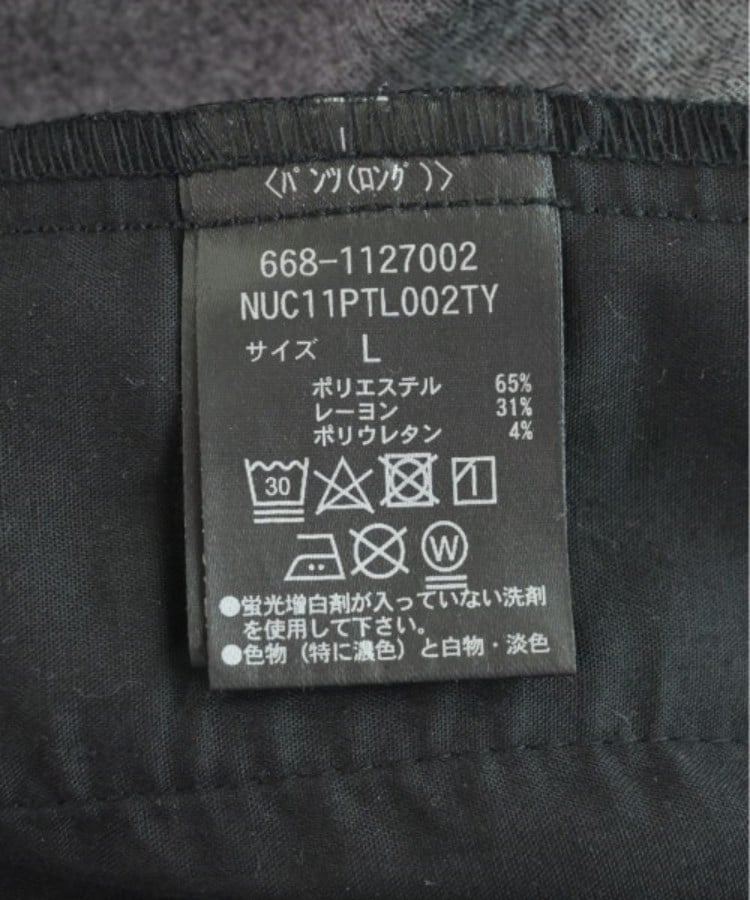 〈パンツ(ロング)〉
668-1127002
NUC11PTL002TY
サイズ L
ポリエステル 65%
レーヨン 31%
ポリウレタン 4%
30
W
●蛍光増白剤が入っていない洗剤
を使用して下さい。
●色物（特に濃色）と白物・淡色